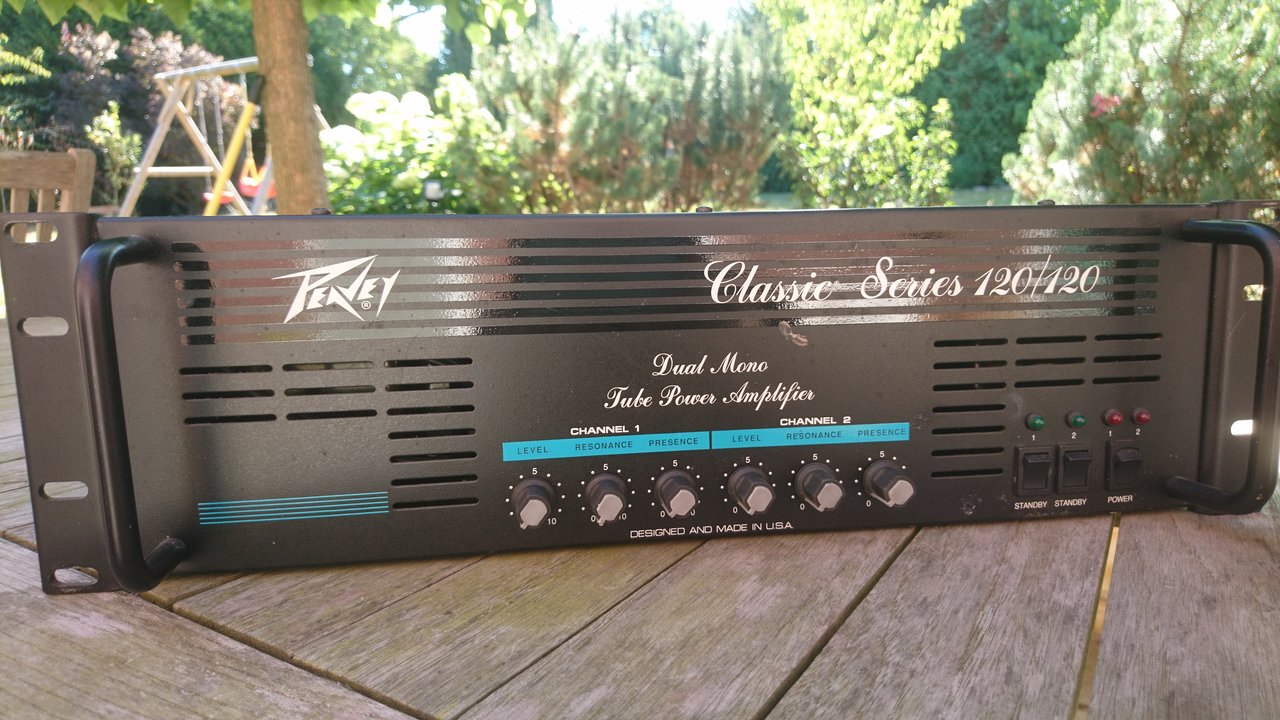 PEAVEY®
Classic Series 120/120
Dual Mono
Tube Power Amplifier
CHANNEL 1
CHANNEL 2
LEVEL RESONANCE PRESENCE
LEVEL RESONANCE PRESENCE
5 5 5 5 5 5
10 0 10 0 0 0 0
1 2 1 2
STANDBY STANDBY POWER
DESIGNED AND MADE IN U.S.A.